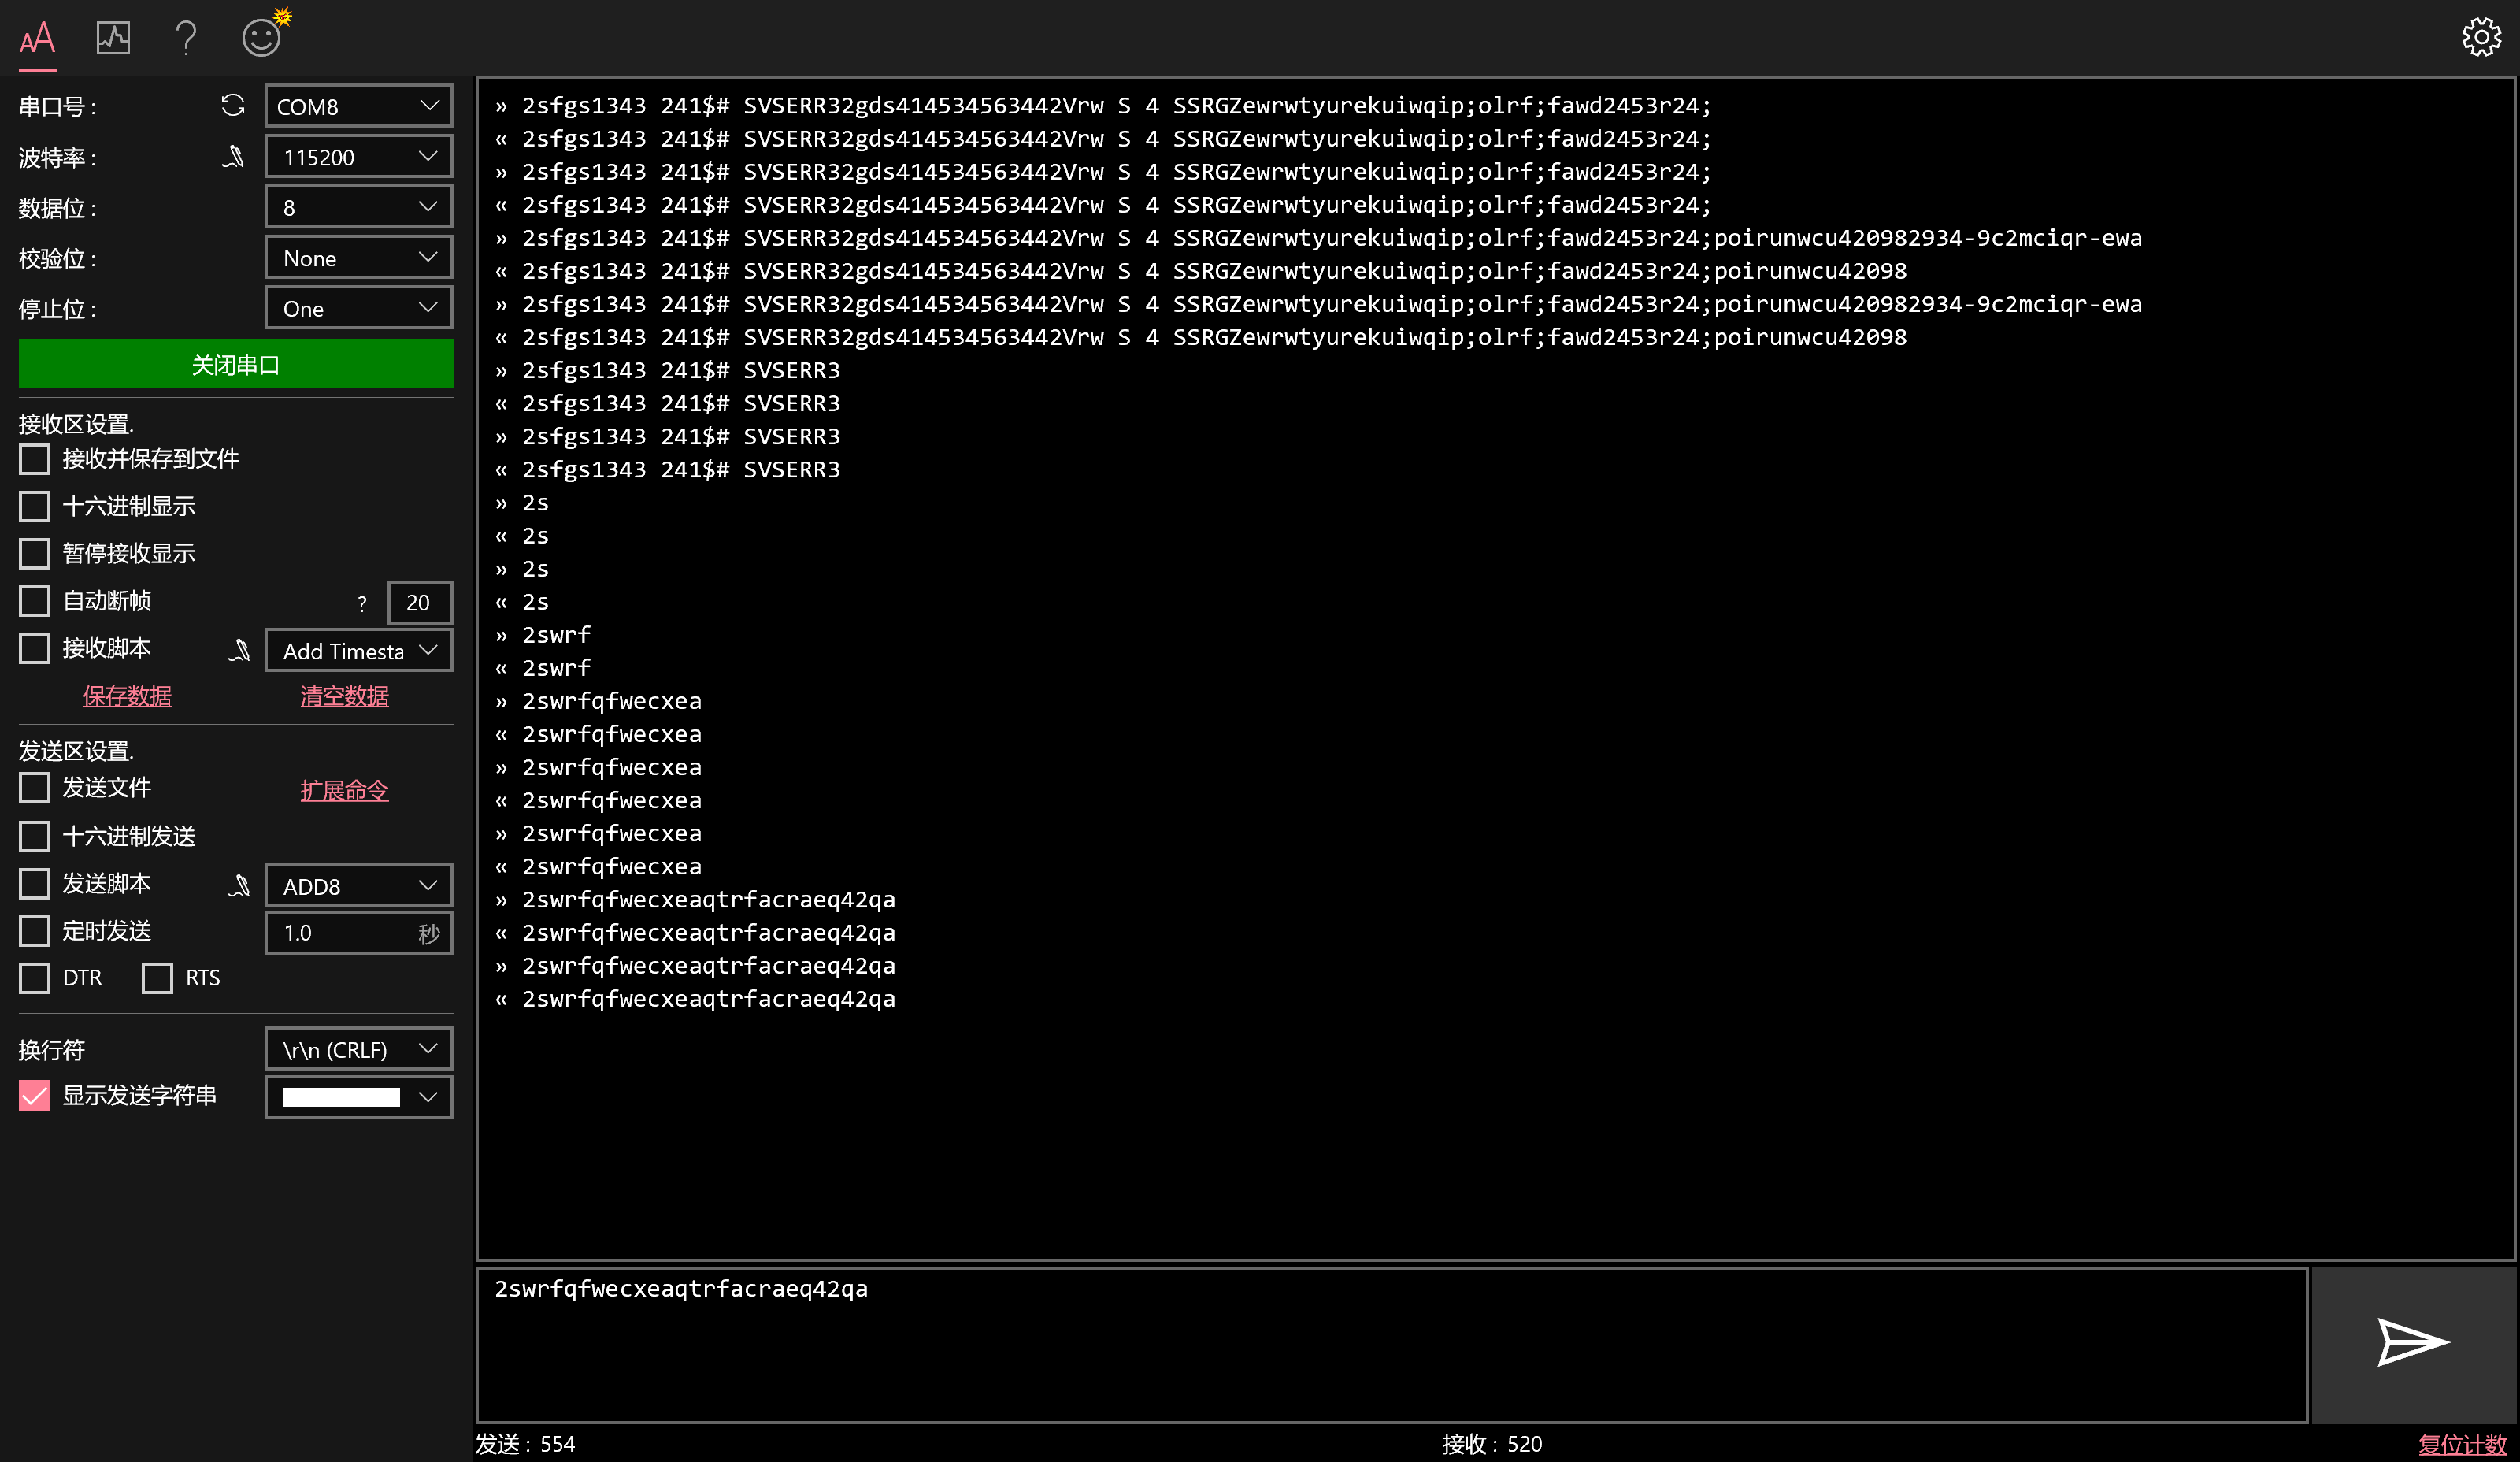 串口号 :
COM8
波特率 :
115200
数据位 :
8
校验位 :
None
停止位 :
One
关闭串口
接收区设置.
接收并保存到文件
十六进制显示
暂停接收显示
自动断帧
?
20
接收脚本
Add Timesta
保存数据
清空数据
发送区设置.
发送文件
扩展命令
十六进制发送
发送脚本
ADD8
定时发送
1.0
秒
DTR
RTS
换行符
\r\n (CRLF)
显示发送字符串
» 2sfgs1343 241$# SVSERR32gds414534563442Vrw S 4 SSRGZewrwtyurekuiwqip;olrf;fawd2453r24;
« 2sfgs1343 241$# SVSERR32gds414534563442Vrw S 4 SSRGZewrwtyurekuiwqip;olrf;fawd2453r24;
» 2sfgs1343 241$# SVSERR32gds414534563442Vrw S 4 SSRGZewrwtyurekuiwqip;olrf;fawd2453r24;
« 2sfgs1343 241$# SVSERR32gds414534563442Vrw S 4 SSRGZewrwtyurekuiwqip;olrf;fawd2453r24;
» 2sfgs1343 241$# SVSERR32gds414534563442Vrw S 4 SSRGZewrwtyurekuiwqip;olrf;fawd2453r24;poirunwcu420982934-9c2mciqr-ewa
« 2sfgs1343 241$# SVSERR32gds414534563442Vrw S 4 SSRGZewrwtyurekuiwqip;olrf;fawd2453r24;poirunwcu42098
» 2sfgs1343 241$# SVSERR32gds414534563442Vrw S 4 SSRGZewrwtyurekuiwqip;olrf;fawd2453r24;poirunwcu420982934-9c2mciqr-ewa
« 2sfgs1343 241$# SVSERR32gds414534563442Vrw S 4 SSRGZewrwtyurekuiwqip;olrf;fawd2453r24;poirunwcu42098
» 2sfgs1343 241$# SVSERR3
« 2sfgs1343 241$# SVSERR3
» 2sfgs1343 241$# SVSERR3
« 2sfgs1343 241$# SVSERR3
» 2s
« 2s
» 2s
« 2s
» 2swrf
« 2swrf
» 2swrfqfwecxea
« 2swrfqfwecxea
» 2swrfqfwecxea
« 2swrfqfwecxea
» 2swrfqfwecxea
« 2swrfqfwecxea
» 2swrfqfwecxeaqtrfacraeq42qa
« 2swrfqfwecxeaqtrfacraeq42qa
» 2swrfqfwecxeaqtrfacraeq42qa
« 2swrfqfwecxeaqtrfacraeq42qa
2swrfqfwecxeaqtrfacraeq42qa
发送 : 554
接收 : 520
复位计数